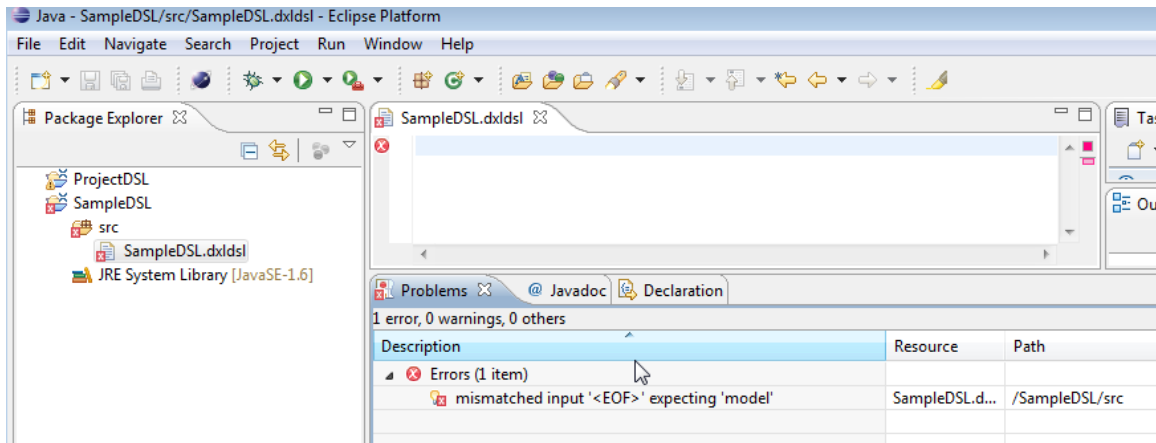 Java - SampleDSL/src/SampleDSL.dxldsl - Eclipse Platform
File Edit Navigate Search Project Run Window Help
Package Explorer
SampleDSL.dxldsl
ProjectDSL
SampleDSL
src
SampleDSL.dxldsl
JRE System Library [JavaSE-1.6]
Problems @ Javadoc Declaration
1 error, 0 warnings, 0 others
Description Resource Path
Errors (1 item)
mismatched input '<EOF>' expecting 'model' SampleDSL.d... /SampleDSL/src